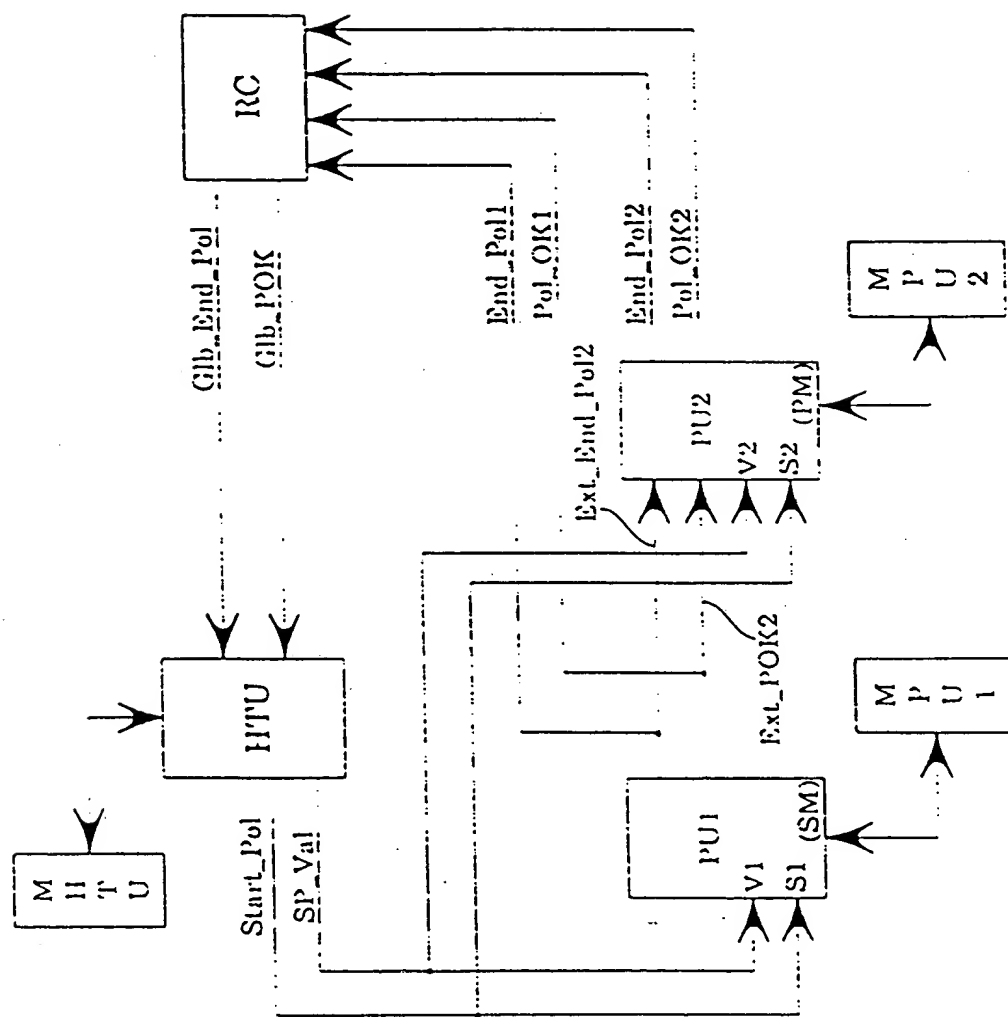 RC
Glb_End_Pol
Glb_POK
End_Pol1
Pol_OK1
End_Pol2
Pol_OK2
M
P
U
2
Ext_End_Pol2
PU2
V2
S2
(PM)
HTU
Ext_POK2
M
P
U
1
M
H
T
U
Start_Pol
SP_Val
PU1
V1
S1
(SM)